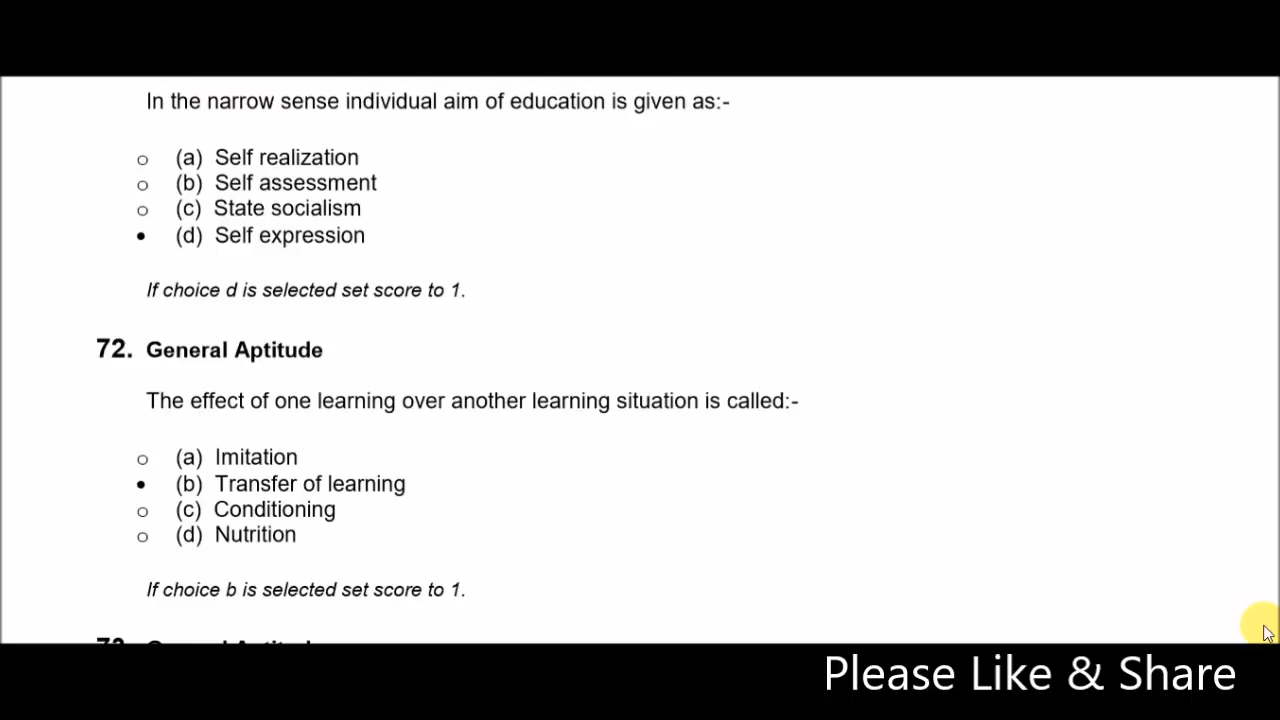 In the narrow sense individual aim of education is given as:-
o (a) Self realization
o (b) Self assessment
o (c) State socialism
• (d) Self expression
If choice d is selected set score to 1.
72. General Aptitude
The effect of one learning over another learning situation is called:-
o (a) Imitation
• (b) Transfer of learning
o (c) Conditioning
o (d) Nutrition
If choice b is selected set score to 1.
73. General Aptitude
Please Like & Share